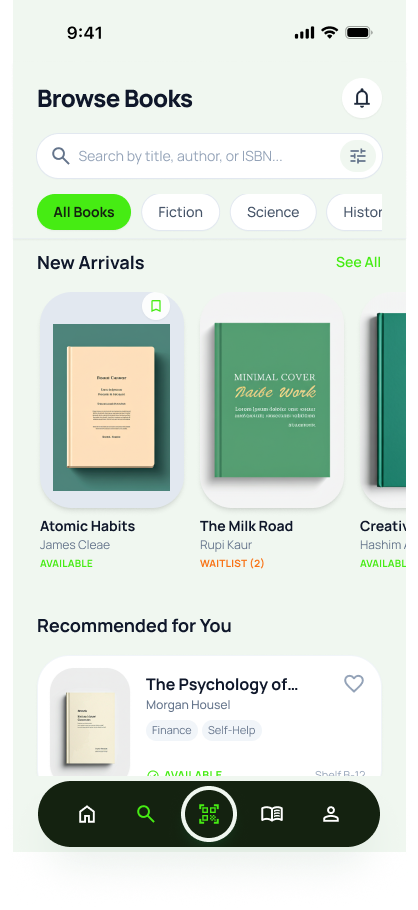 9:41
Browse Books
Search by title, author, or ISBN...
All Books
Fiction
Science
Histor
New Arrivals
See All
MINIMAL COVER
Atomic Habits
James Cleae
AVAILABLE
The Milk Road
Rupi Kaur
WAITLIST (2)
Creativ
Hashim A
AVAILABL
Recommended for You
The Psychology of...
Morgan Housel
Finance
Self-Help
AVAILABLE
Shelf B-12